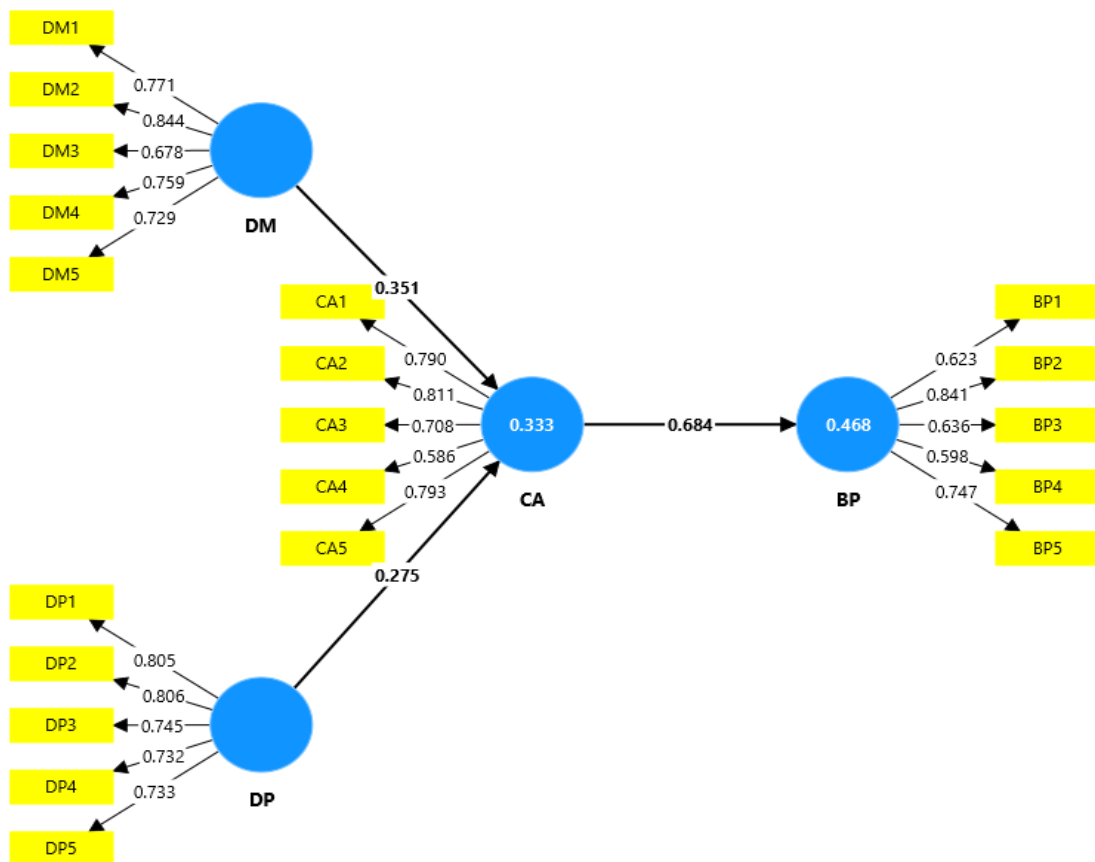 DM1
DM2
DM3
DM4
DM5
0.771
0.844
0.678
0.759
0.729
DM
0.351
CA1
CA2
CA3
CA4
CA5
0.790
0.811
0.708
0.586
0.793
0.333
CA
0.684
0.468
BP
0.623
0.841
0.636
0.598
0.747
BP1
BP2
BP3
BP4
BP5
0.275
DP1
DP2
DP3
DP4
DP5
0.805
0.806
0.745
0.732
0.733
DP